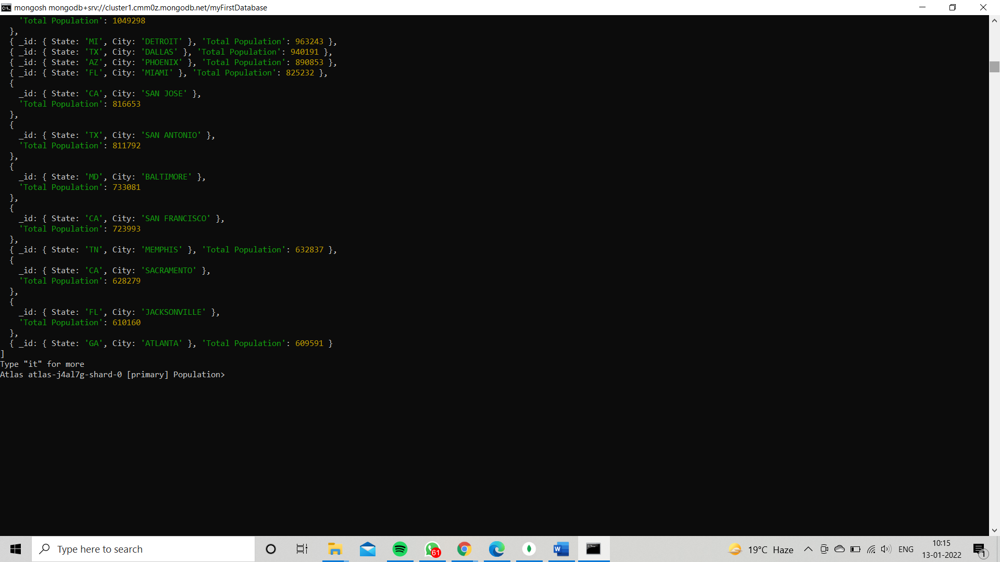 mongosh mongodb+srv://cluster1.cmm0z.mongodb.net/myFirstDatabase
    'Total Population': 1049298
  },
  { _id: { State: 'MI', City: 'DETROIT' }, 'Total Population': 963243 },
  { _id: { State: 'TX', City: 'DALLAS' }, 'Total Population': 940191 },
  { _id: { State: 'AZ', City: 'PHOENIX' }, 'Total Population': 890853 },
  { _id: { State: 'FL', City: 'MIAMI' }, 'Total Population': 825232 },
  {
    _id: { State: 'CA', City: 'SAN JOSE' },
    'Total Population': 816653
  },
  {
    _id: { State: 'TX', City: 'SAN ANTONIO' },
    'Total Population': 811792
  },
  {
    _id: { State: 'MD', City: 'BALTIMORE' },
    'Total Population': 733081
  },
  {
    _id: { State: 'CA', City: 'SAN FRANCISCO' },
    'Total Population': 723993
  },
  { _id: { State: 'TN', City: 'MEMPHIS' }, 'Total Population': 632837 },
  {
    _id: { State: 'CA', City: 'SACRAMENTO' },
    'Total Population': 628279
  },
  {
    _id: { State: 'FL', City: 'JACKSONVILLE' },
    'Total Population': 610160
  },
  { _id: { State: 'GA', City: 'ATLANTA' }, 'Total Population': 609591 }
]
Type "it" for more
Atlas atlas-j4al7g-shard-0 [primary] Population>
Type here to search
61
19°C Haze
ENG
10:15
13-01-2022
1